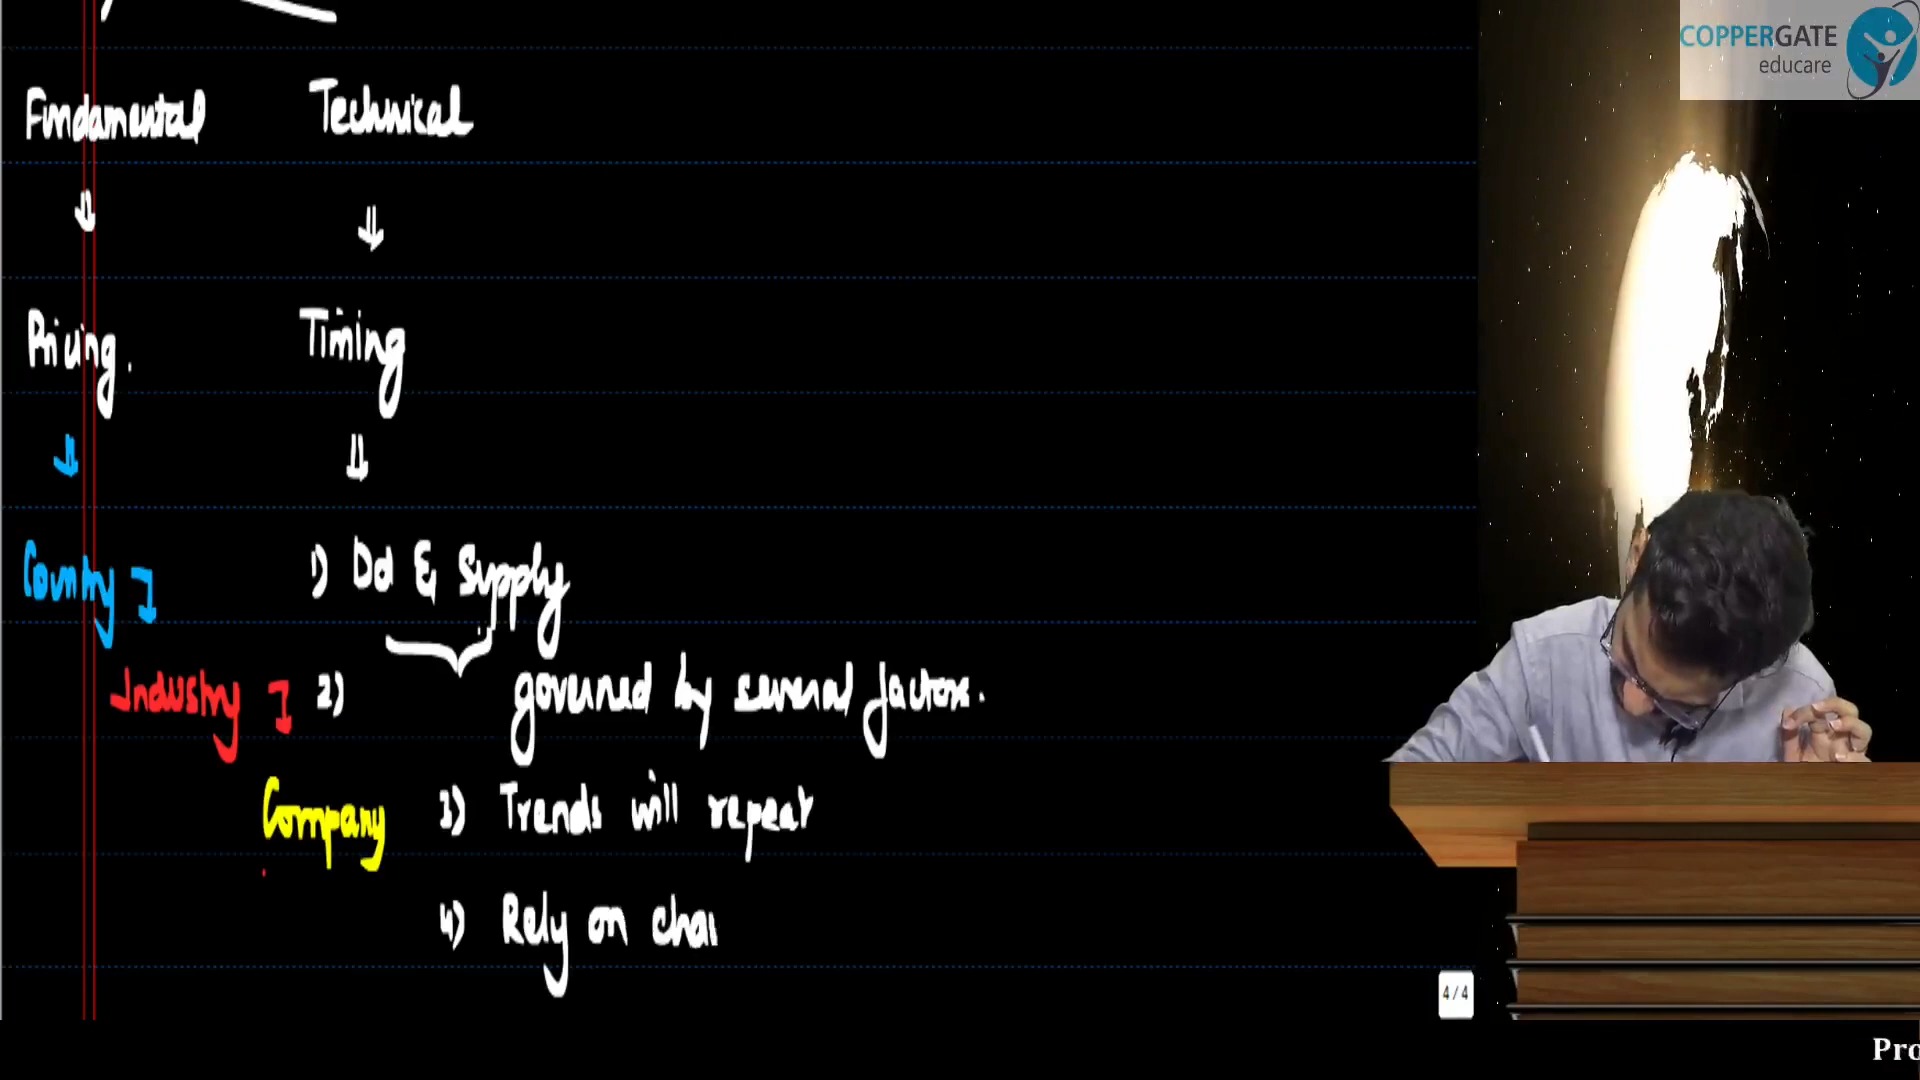 COPPERGATE
educare
Fundamental Technical
Pricing. Timing
Country I 1) Dd & Supply
Industry I 2) governed by several factors.
Company 3) Trends will repeat
4) Rely on cha
4/4
Pro